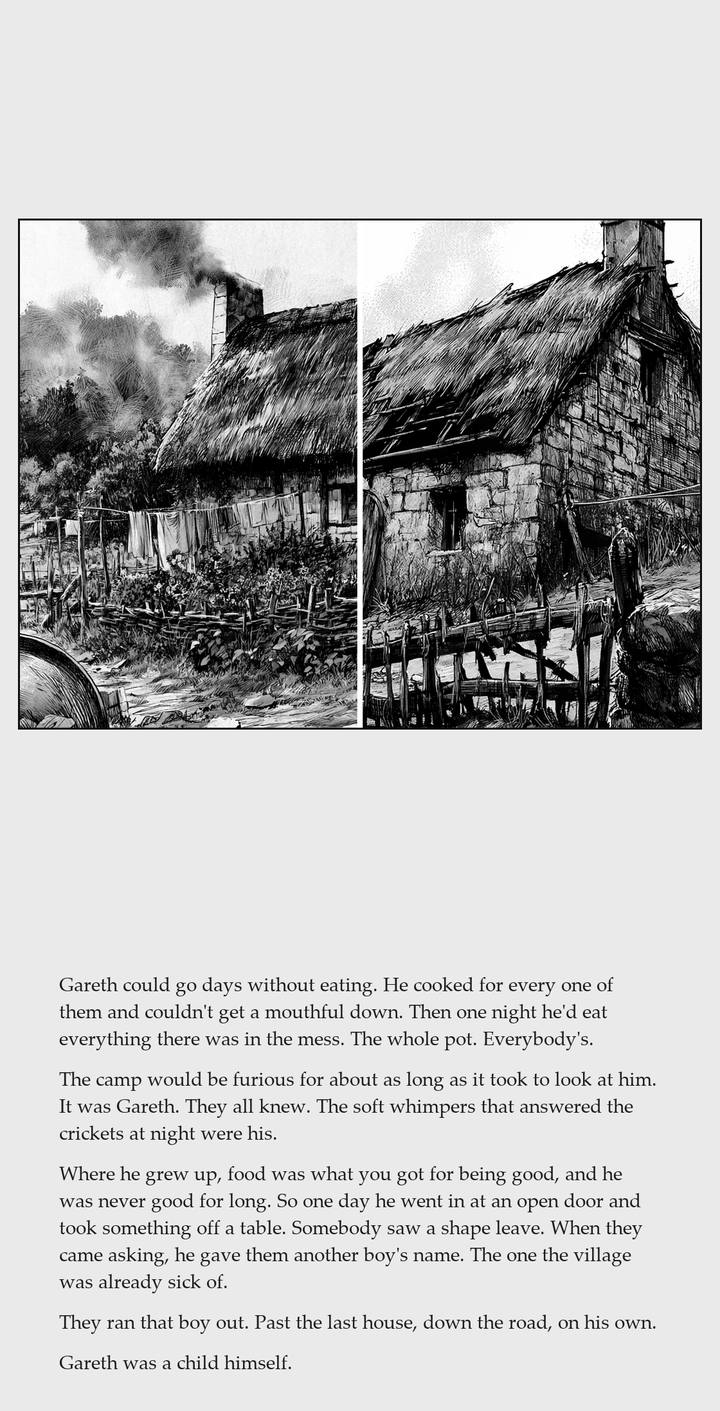 Gareth could go days without eating. He cooked for every one of
them and couldn't get a mouthful down. Then one night he'd eat
everything there was in the mess. The whole pot. Everybody's.
The camp would be furious for about as long as it took to look at him.
It was Gareth. They all knew. The soft whimpers that answered the
crickets at night were his.
Where he grew up, food was what you got for being good, and he
was never good for long. So one day he went in at an open door and
took something off a table. Somebody saw a shape leave. When they
came asking, he gave them another boy's name. The one the village
was already sick of.
They ran that boy out. Past the last house, down the road, on his own.
Gareth was a child himself.